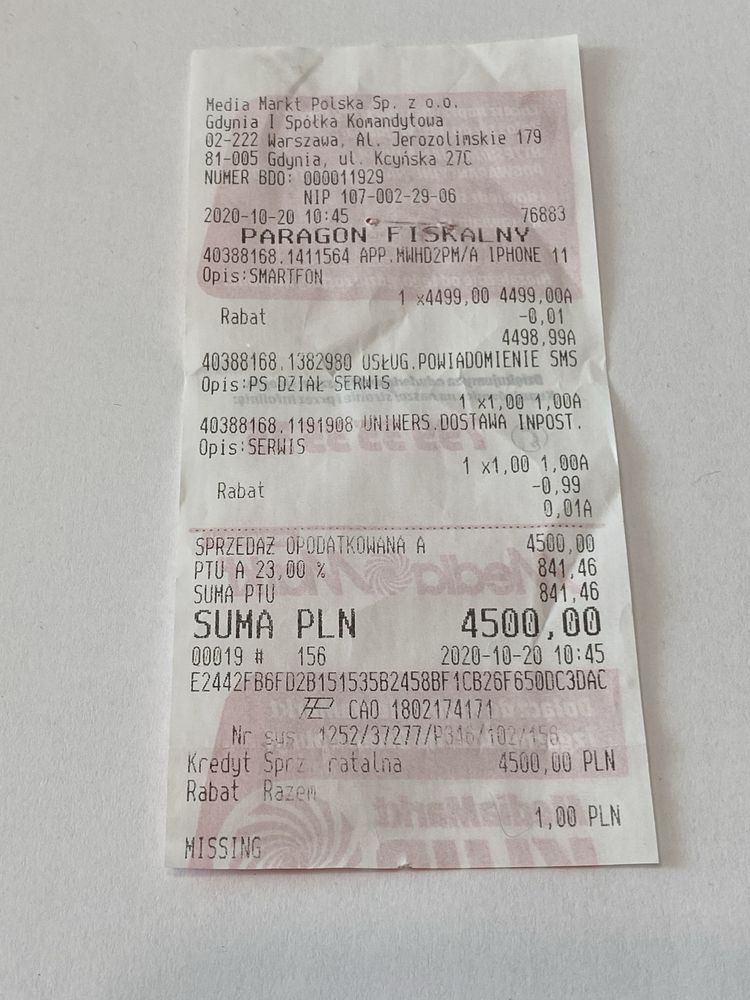 Media Markt Polska Sp. z o.o.
Gdynia I Spółka Komandytowa
02-222 Warszawa, Al. Jerozolimskie 179
81-005 Gdynia, ul. Kcyńska 27C
NUMER BDO: 000011929
NIP 107-002-29-06
2020-10-20 10:45 76883
PARAGON FISKALNY
40388168.1411564 APP.MWHD2PM/A IPHONE 11
Opis:SMARTFON
1 x4499,00 4499,00A
Rabat -0,01
4498,99A
40388168.1382980 USŁUG.POWIADOMIENIE SMS
Opis:PS DZIAŁ SERWIS
1 x1,00 1,00A
40388168.1191908 UNIWERS.DOSTAWA INPOST.
Opis:SERWIS
1 x1,00 1,00A
Rabat -0,99
0,01A
SPRZEDAŻ OPODATKOWANA A 4500,00
PTU A 23,00 % 841,46
SUMA PTU 841,46
SUMA PLN 4500,00
00019 # 156 2020-10-20 10:45
E2442FB6FD2B151535B2458BF1CB26F650DC3DAC
CAO 1802174171
Nr sys. 1252/37277/P346/102/156
Kredyt Sprz. ratalna 4500,00 PLN
Rabat Razem
1,00 PLN
MISSING